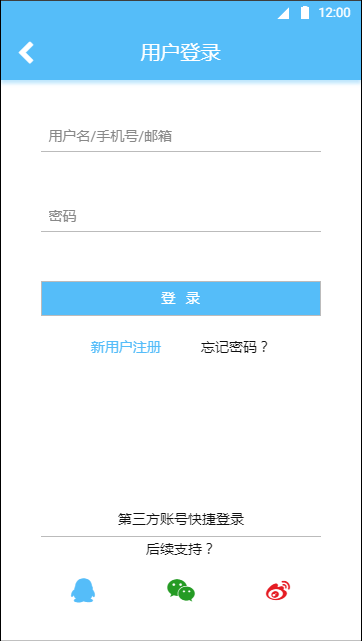 12:00
用户登录
用户名/手机号/邮箱
密码
登 录
新用户注册 忘记密码？
第三方账号快捷登录
后续支持？